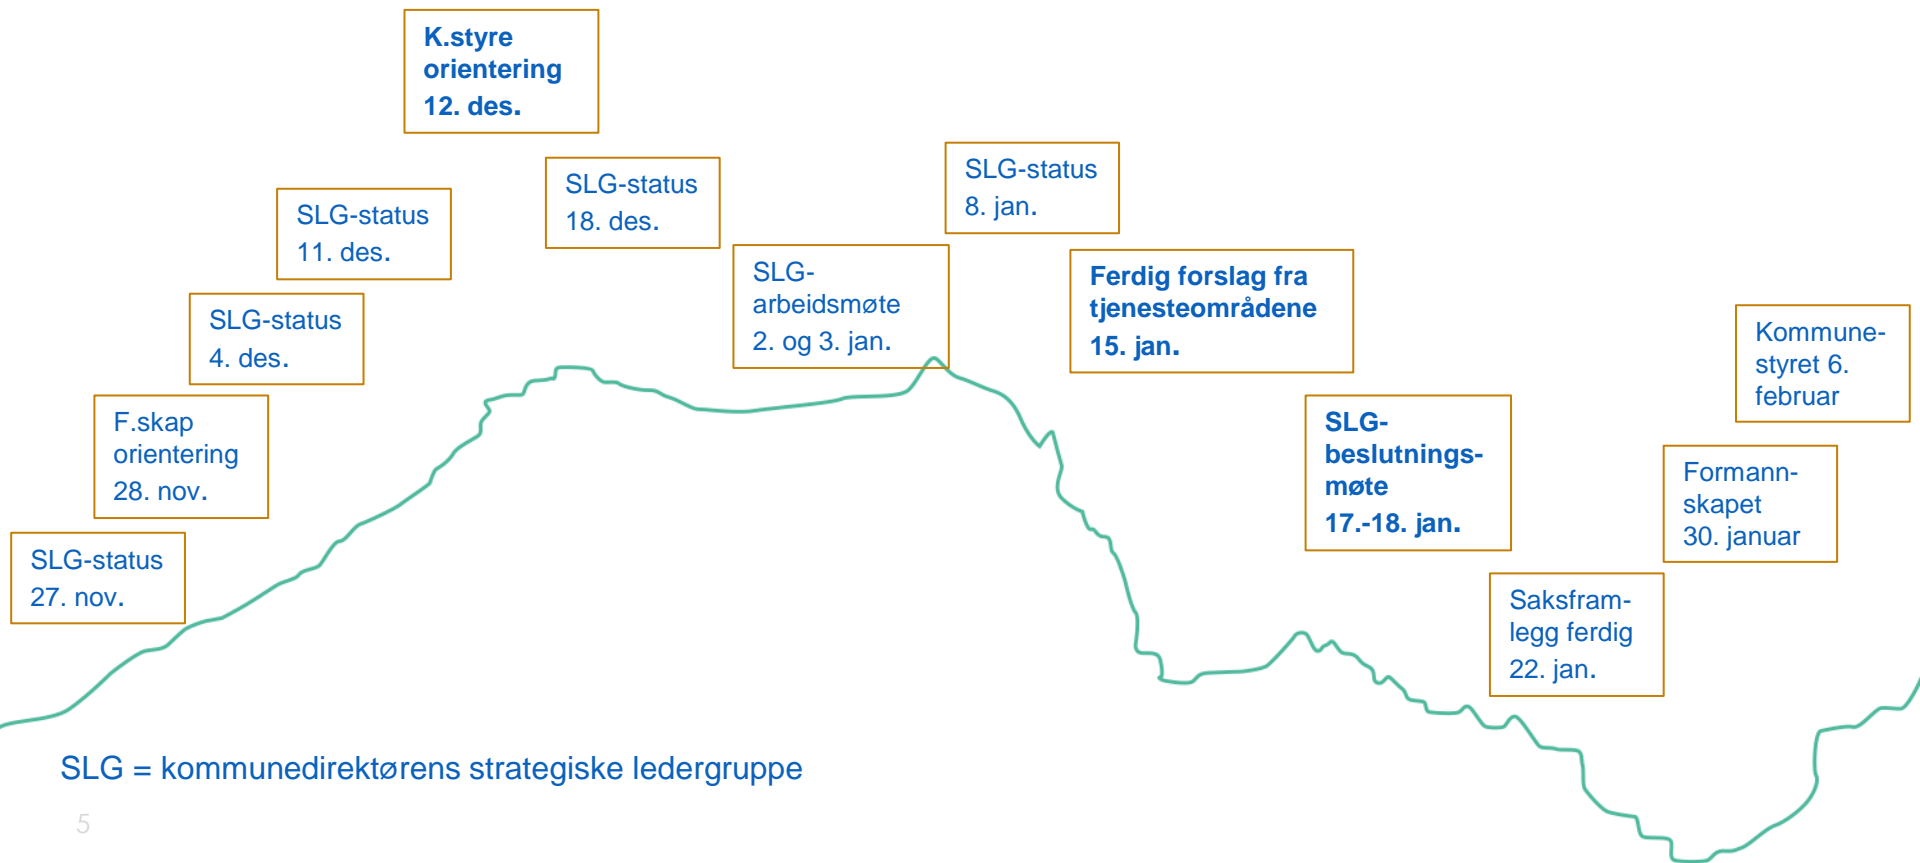 SLG-status
27. nov.
F.skap
orientering
28. nov.
SLG-status
4. des.
SLG-status
11. des.
K.styre
orientering
12. des.
SLG-status
18. des.
SLG-
arbeidsmøte
2. og 3. jan.
SLG-status
8. jan.
Ferdig forslag fra
tjenesteområdene
15. jan.
SLG-
beslutnings-
møte
17.-18. jan.
Saksfram-
legg ferdig
22. jan.
Formann-
skapet
30. januar
Kommune-
styret 6.
februar
SLG = kommunedirektørens strategiske ledergruppe
5